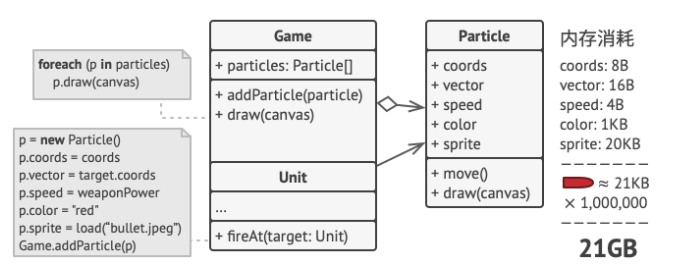 foreach (p in particles)
p.draw(canvas)
p = new Particle()
p.coords = coords
p.vector = target.coords
p.speed = weaponPower
p.color = "red"
p.sprite = load("bullet.jpeg")
Game.addParticle(p)
Game
+ particles: Particle[]
+ addParticle(particle)
+ draw(canvas)
Unit
...
+ fireAt(target: Unit)
Particle
+ coords
+ vector
+ speed
+ color
+ sprite
+ move()
+ draw(canvas)
内存消耗
coords: 8B
vector: 16B
speed: 4B
color: 1KB
sprite: 20KB
≈ 21KB
× 1,000,000
21GB